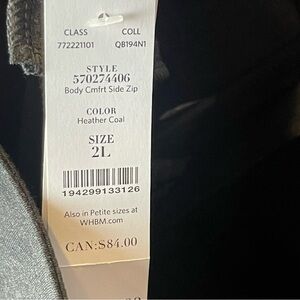 CLASS COLL
772221101 QB194N1
STYLE
570274406
Body Cmfrt Side Zip
COLOR
Heather Coal
SIZE
2L
194299133126
Also in Petite sizes at
WHBM.com
CAN:$84.00